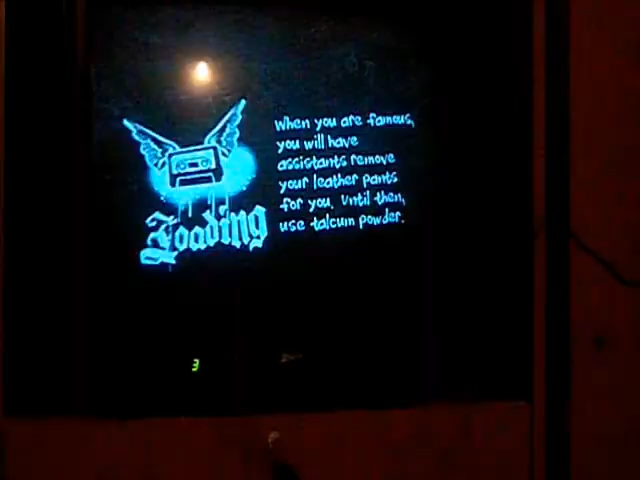 When you are famous,
you will have
assistants remove
your leather pants
for you. Until then,
use talcum powder.
Loading
3